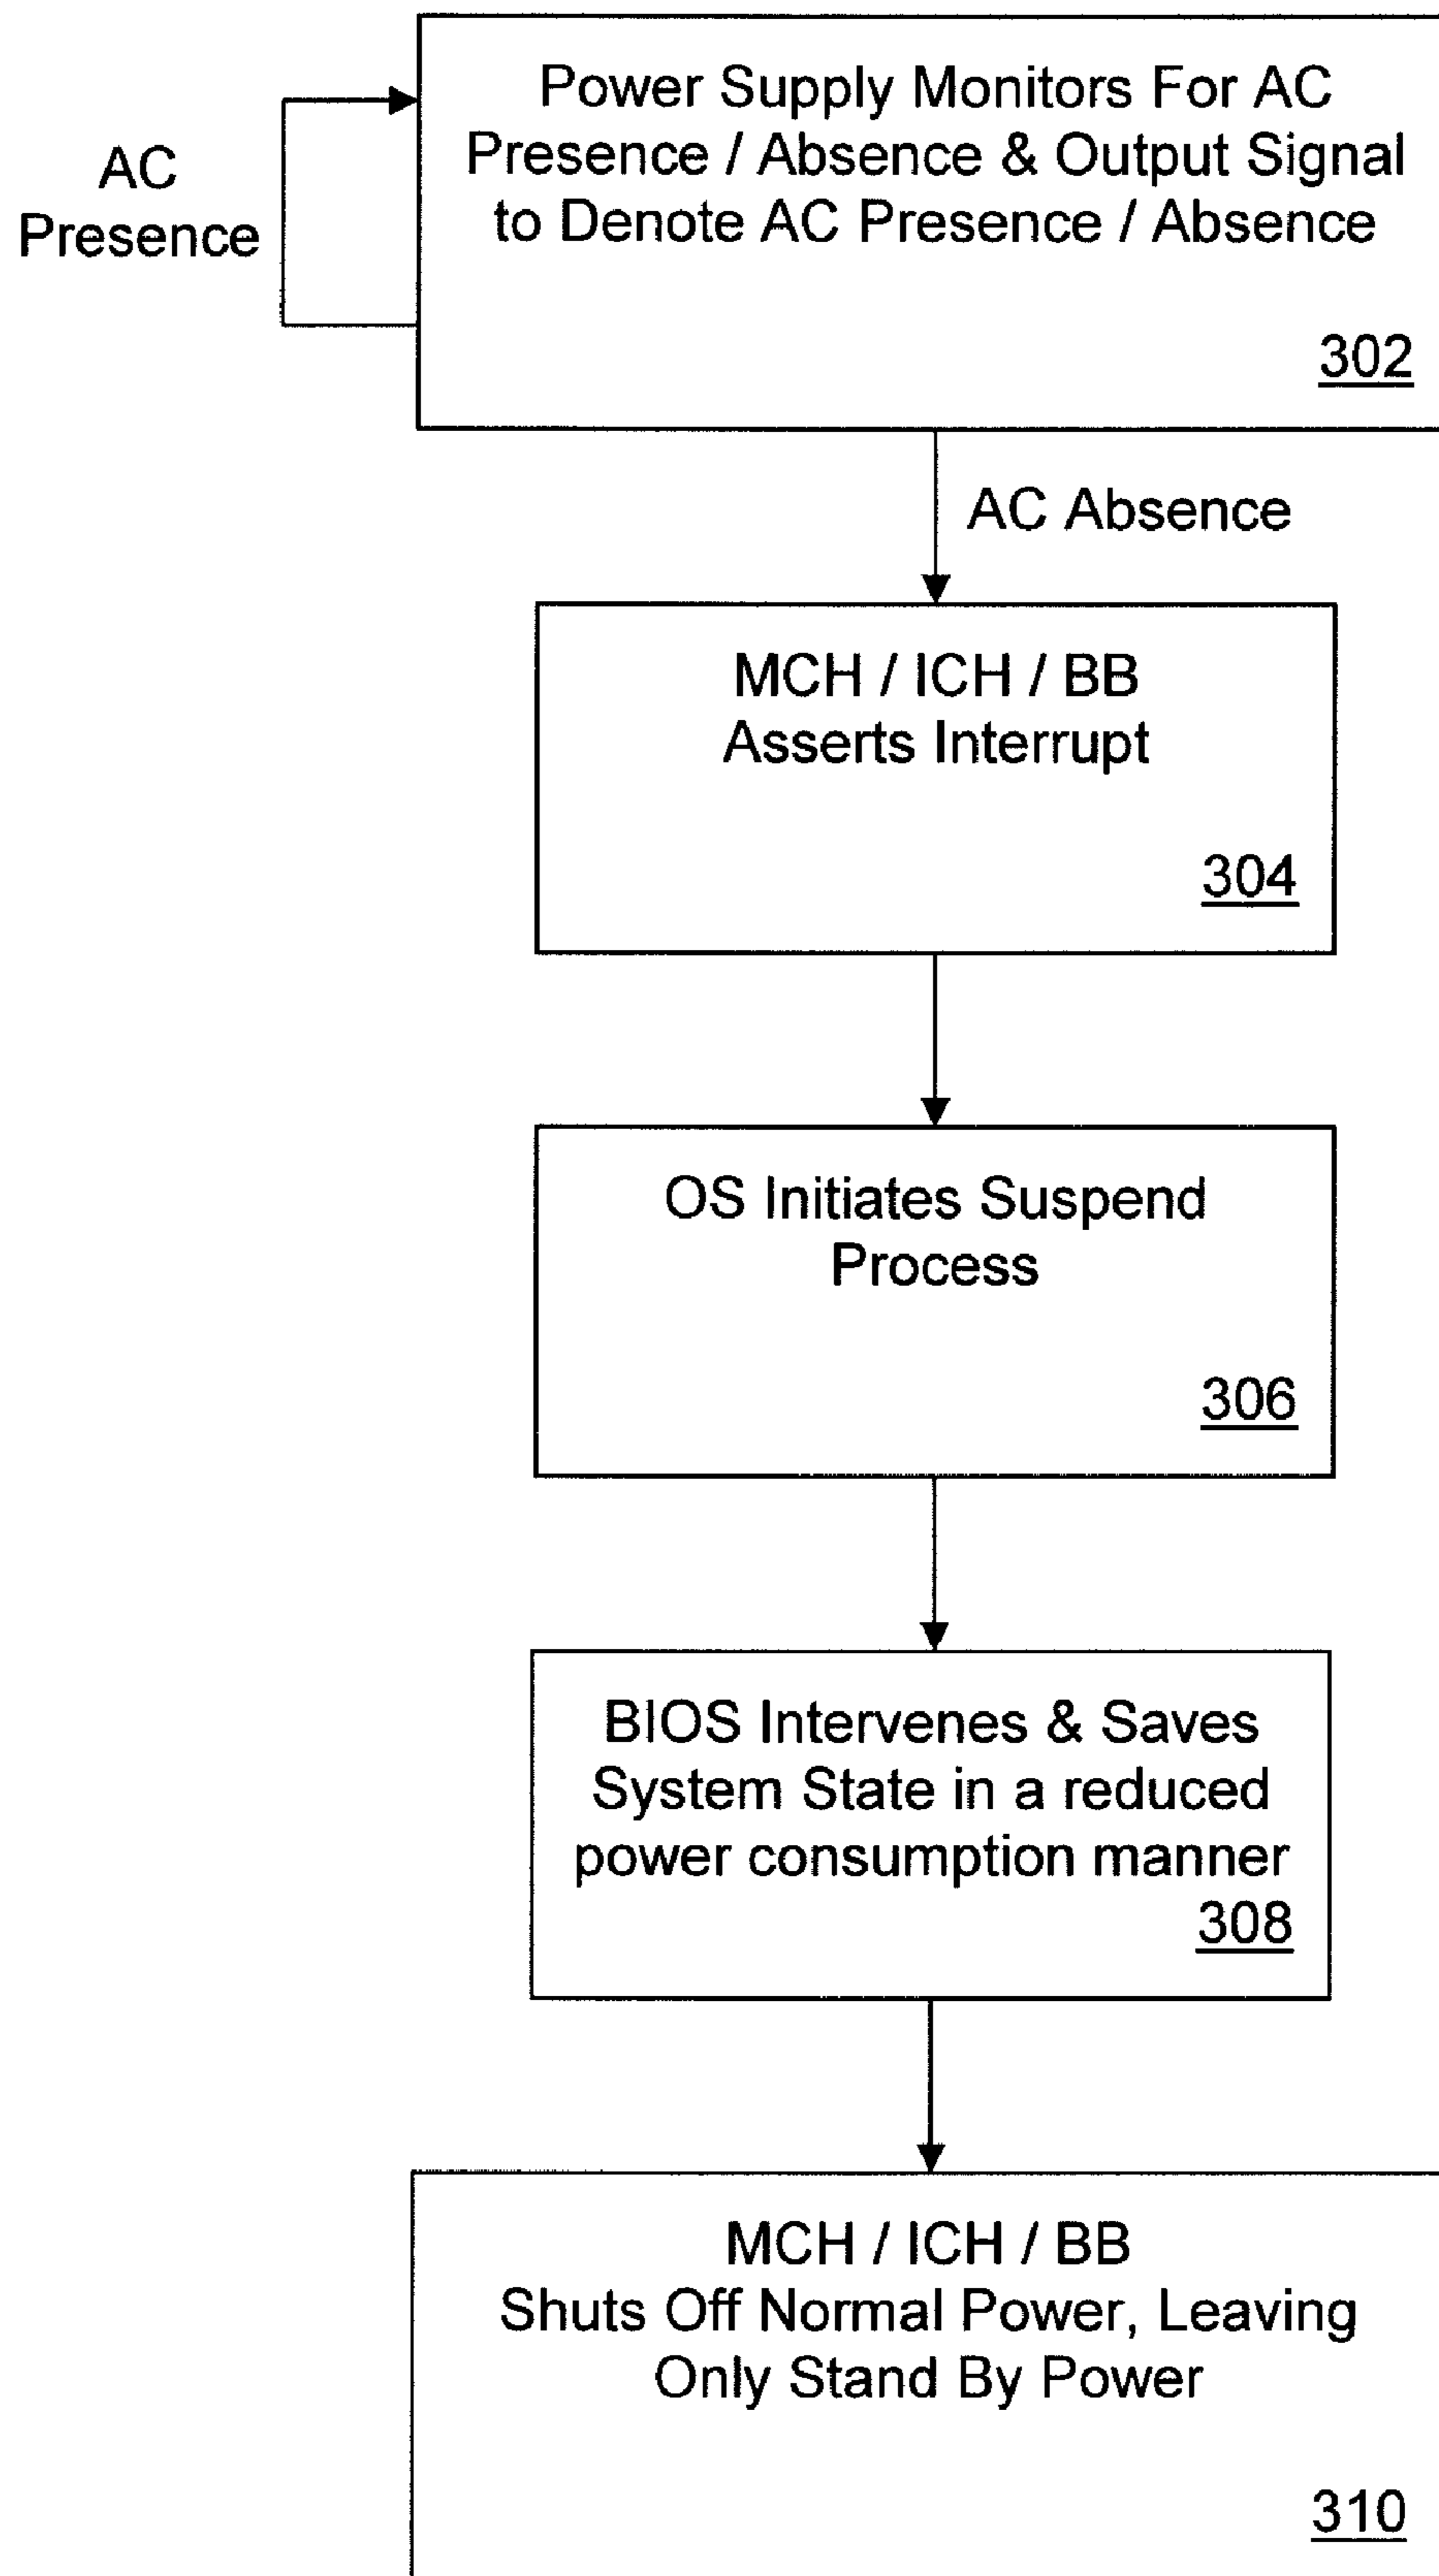 Power Supply Monitors For AC
Presence / Absence & Output Signal
to Denote AC Presence / Absence
302
AC
Presence
AC Absence
MCH / ICH / BB
Asserts Interrupt
304
OS Initiates Suspend
Process
306
BIOS Intervenes & Saves
System State in a reduced
power consumption manner
308
MCH / ICH / BB
Shuts Off Normal Power, Leaving
Only Stand By Power
310